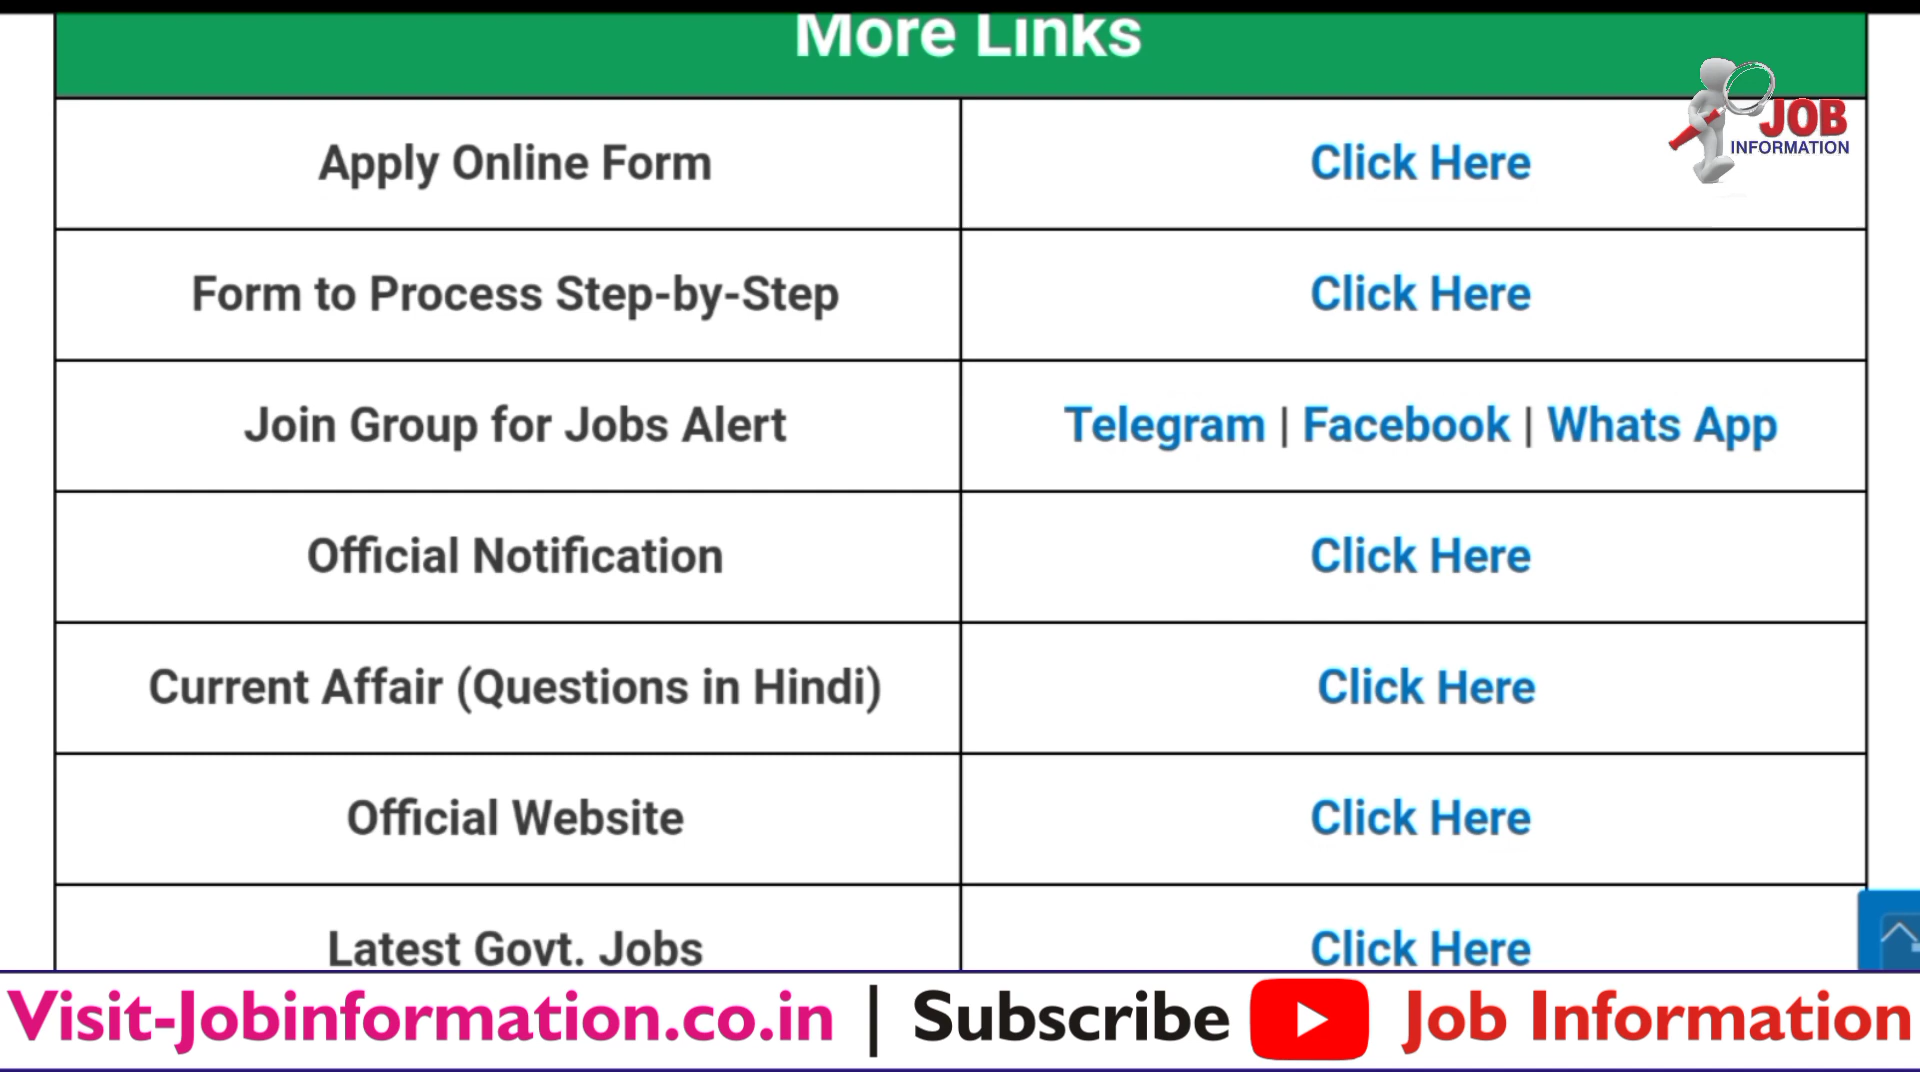 More Links
JOB
INFORMATION
Apply Online Form Click Here
Form to Process Step-by-Step Click Here
Join Group for Jobs Alert Telegram | Facebook | Whats App
Official Notification Click Here
Current Affair (Questions in Hindi) Click Here
Official Website Click Here
Latest Govt. Jobs Click Here
Visit-Jobinformation.co.in | Subscribe Job Information